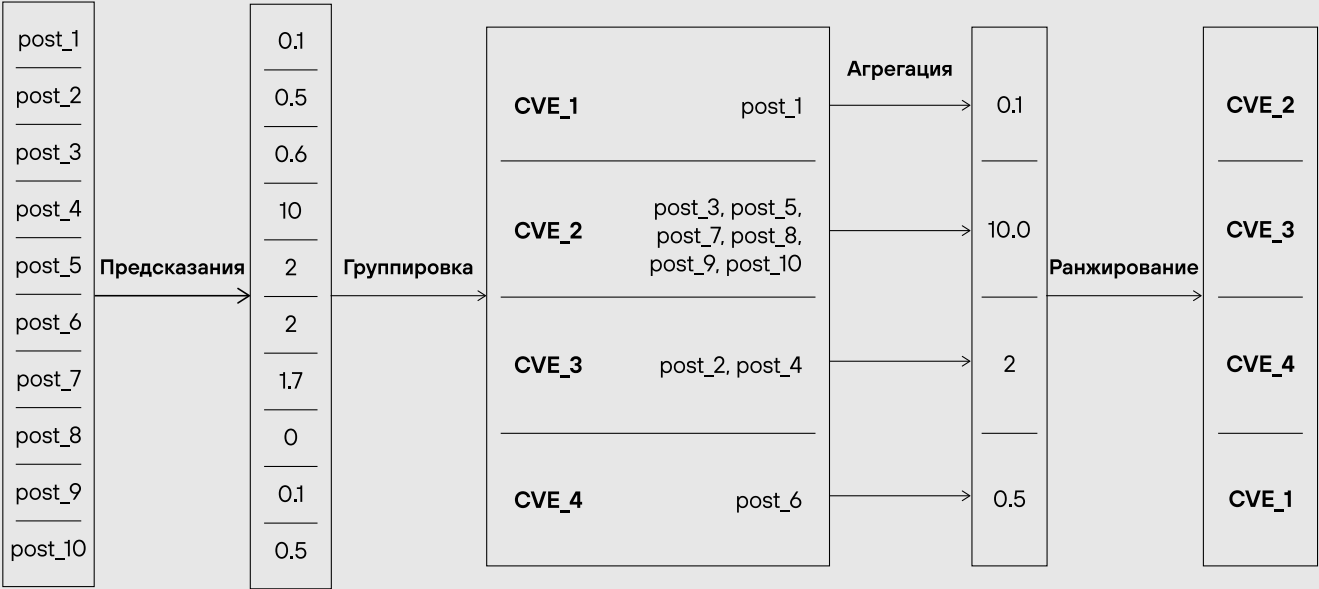 post_1
post_2
post_3
post_4
post_5
post_6
post_7
post_8
post_9
post_10
Предсказания
0.1
0.5
0.6
10
2
2
1.7
0
0.1
0.5
Группировка
CVE_1 post_1
CVE_2 post_3, post_5,
post_7, post_8,
post_9, post_10
CVE_3 post_2, post_4
CVE_4 post_6
Агрегация
0.1
10.0
2
0.5
Ранжирование
CVE_2
CVE_3
CVE_4
CVE_1